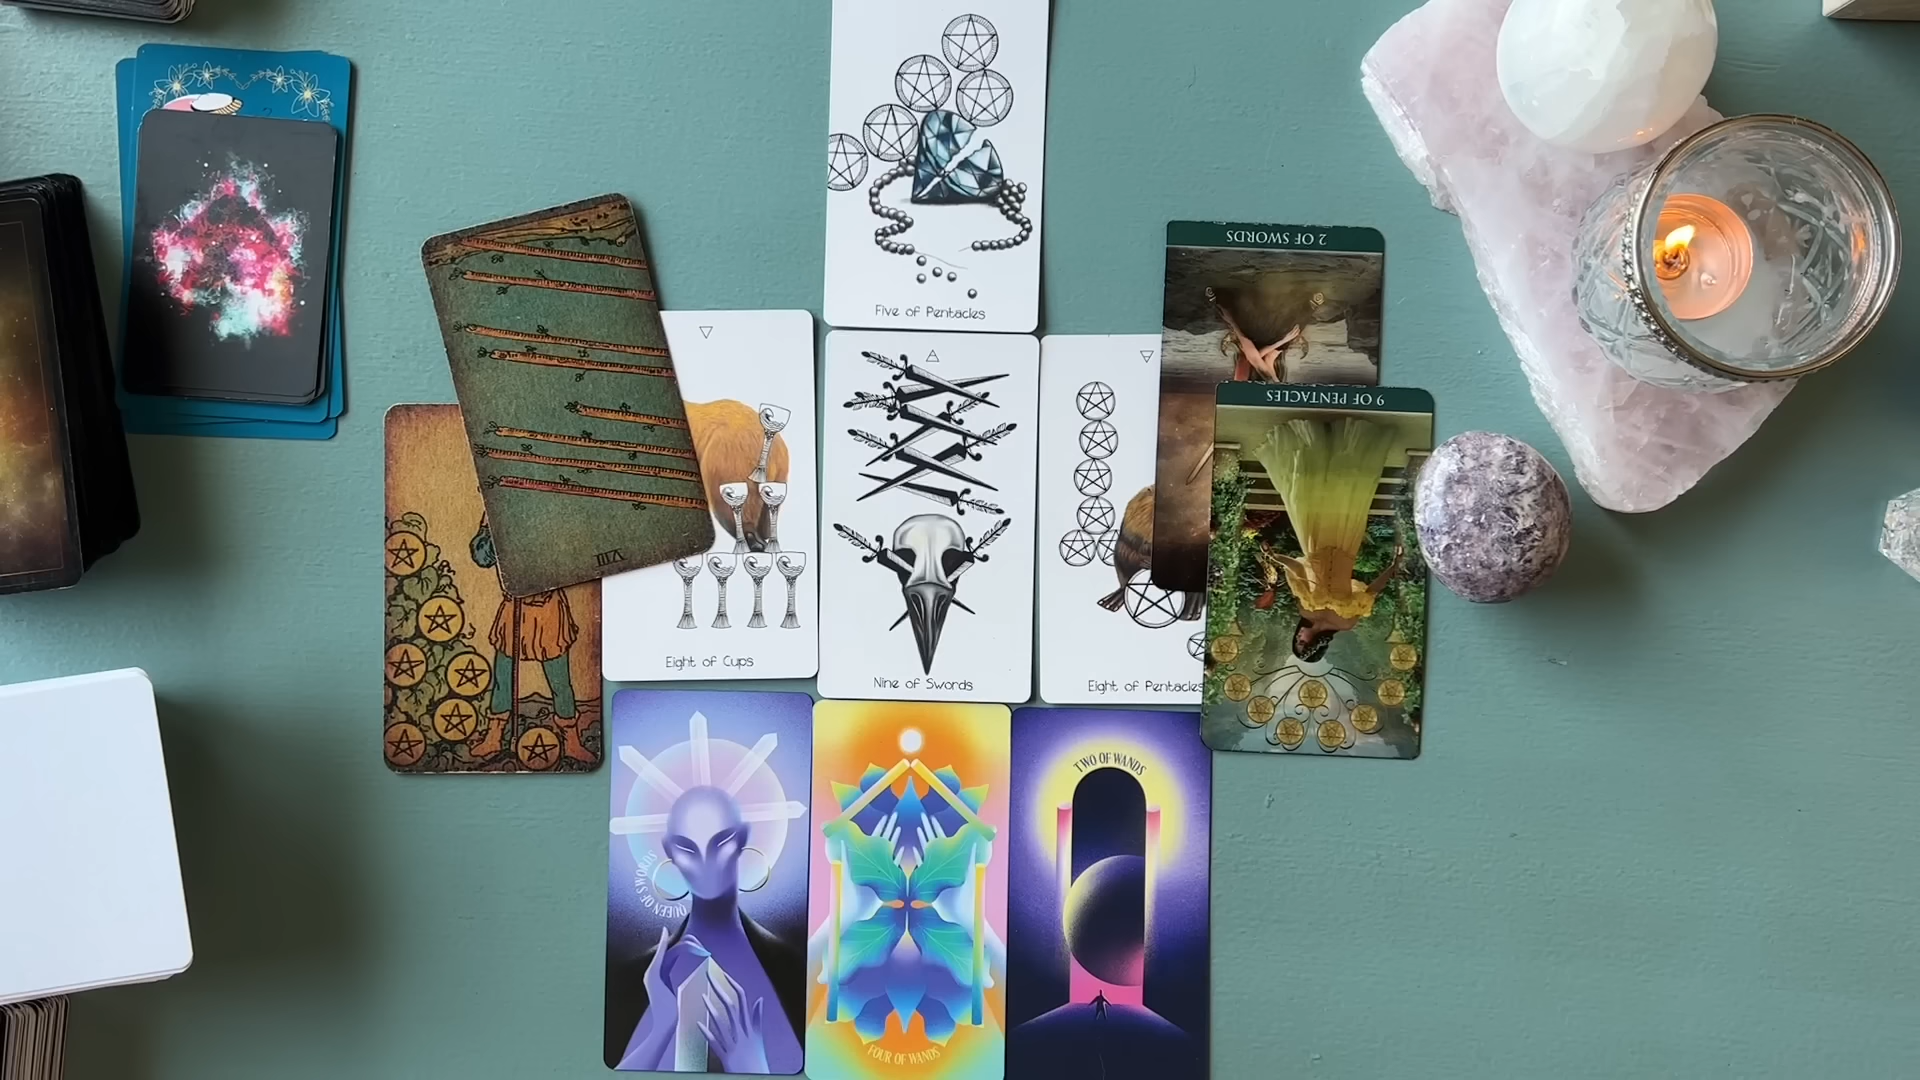 Five of Pentacles
2 OF SWORDS
9 OF PENTACLES
VIII
Eight of Cups
Nine of Swords
Eight of Pentacles
QUEEN OF SWORDS
FOUR OF WANDS
TWO OF WANDS